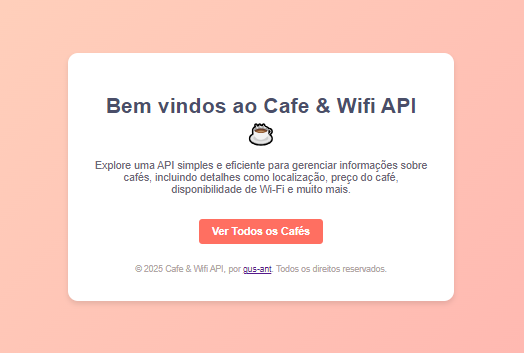 Bem vindos ao Cafe & Wifi API
Explore uma API simples e eficiente para gerenciar informações sobre
cafés, incluindo detalhes como localização, preço do café,
disponibilidade de Wi-Fi e muito mais.
Ver Todos os Cafés
© 2025 Cafe & Wifi API, por gus-ant. Todos os direitos reservados.